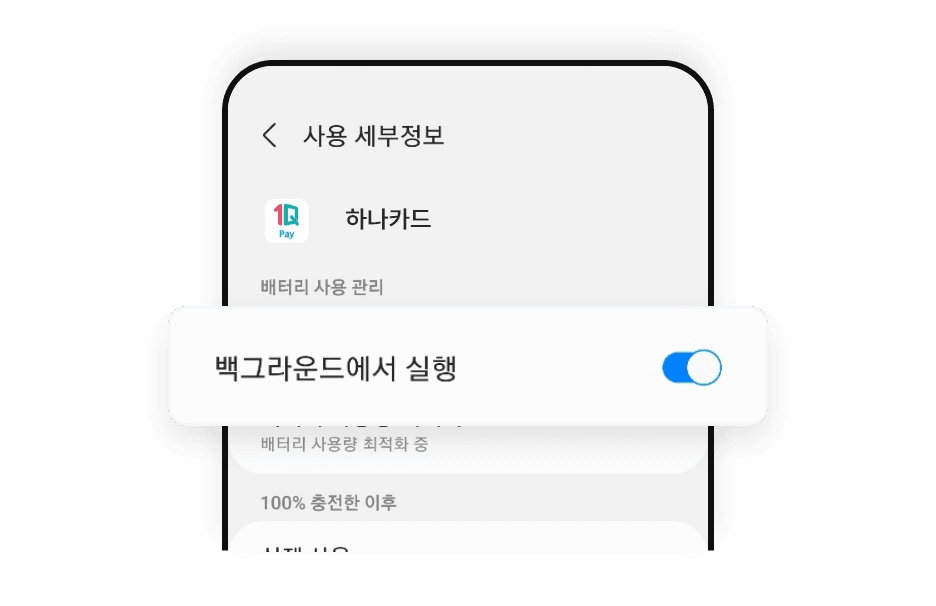 사용 세부정보
1Q
Pay
하나카드
배터리 사용 관리
백그라운드에서 실행
배터리 사용량 최적화 중
100% 충전한 이후